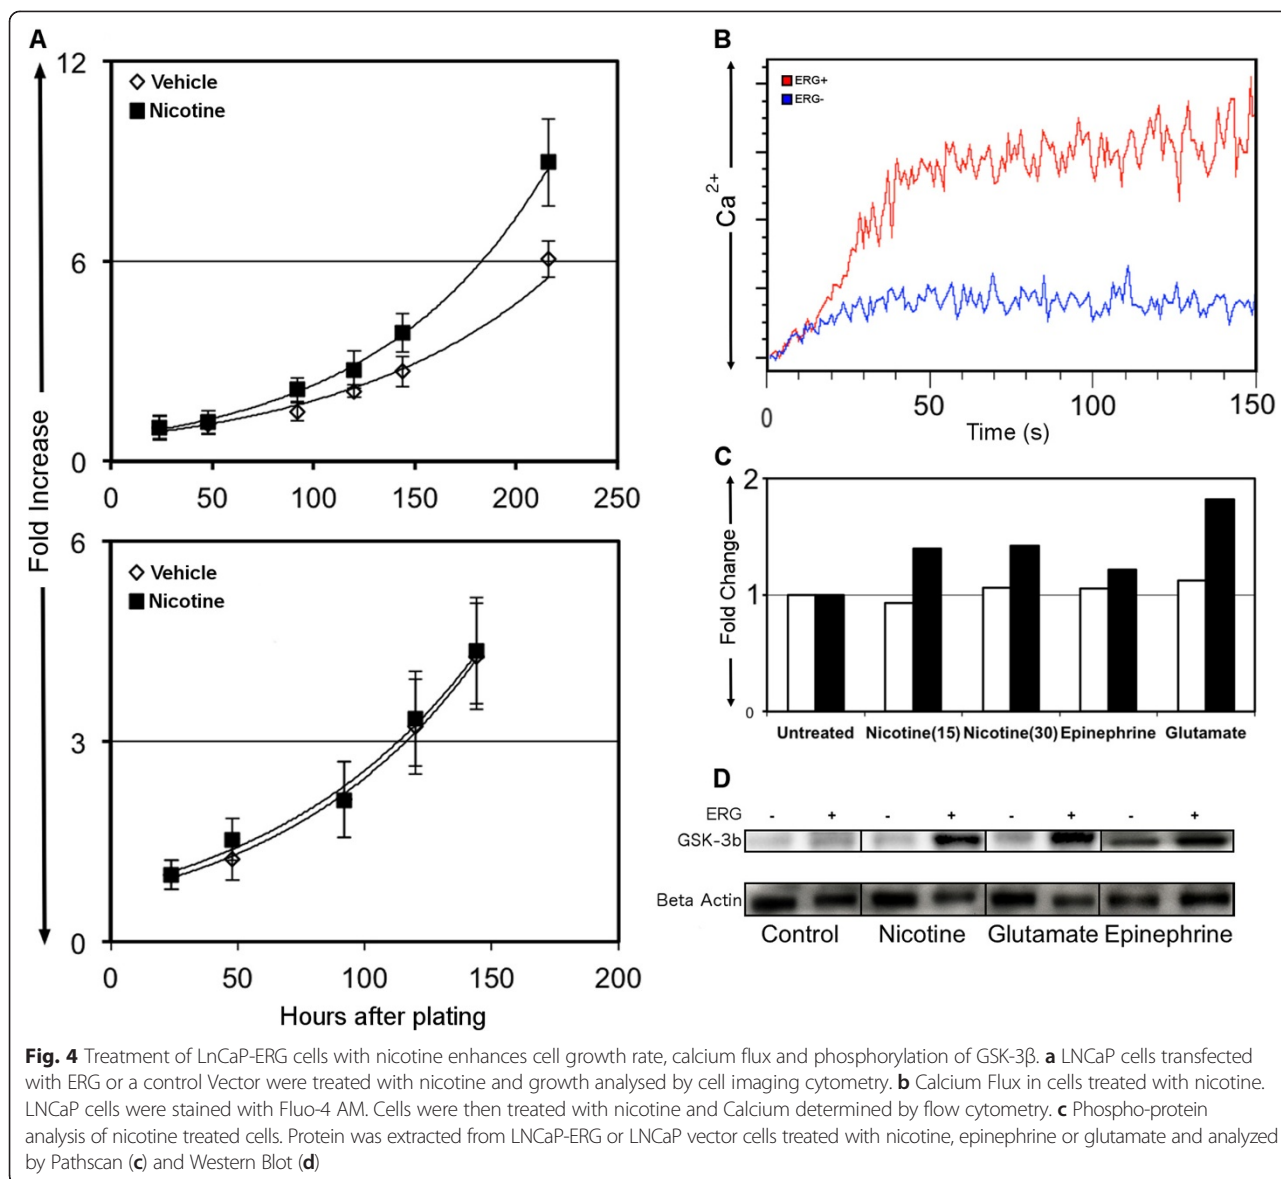 A
12
Vehicle
Nicotine
6
0
0 50 100 150 200 250
6
Vehicle
Nicotine
3
0
0 50 100 150 200
Hours after plating
Fold Increase
B
ERG+
ERG-
Ca2+
0 50 100 150
Time (s)
C
2
1
0
Fold Change
Untreated Nicotine(15) Nicotine(30) Epinephrine Glutamate
D
ERG - + - + - + - +
GSK-3b
Beta Actin
Control Nicotine Glutamate Epinephrine
Fig. 4 Treatment of LnCaP-ERG cells with nicotine enhances cell growth rate, calcium flux and phosphorylation of GSK-3β. a LNCaP cells transfected
with ERG or a control Vector were treated with nicotine and growth analysed by cell imaging cytometry. b Calcium Flux in cells treated with nicotine.
LNCaP cells were stained with Fluo-4 AM. Cells were then treated with nicotine and Calcium determined by flow cytometry. c Phospho-protein
analysis of nicotine treated cells. Protein was extracted from LNCaP-ERG or LNCaP vector cells treated with nicotine, epinephrine or glutamate and analyzed
by Pathscan (c) and Western Blot (d)